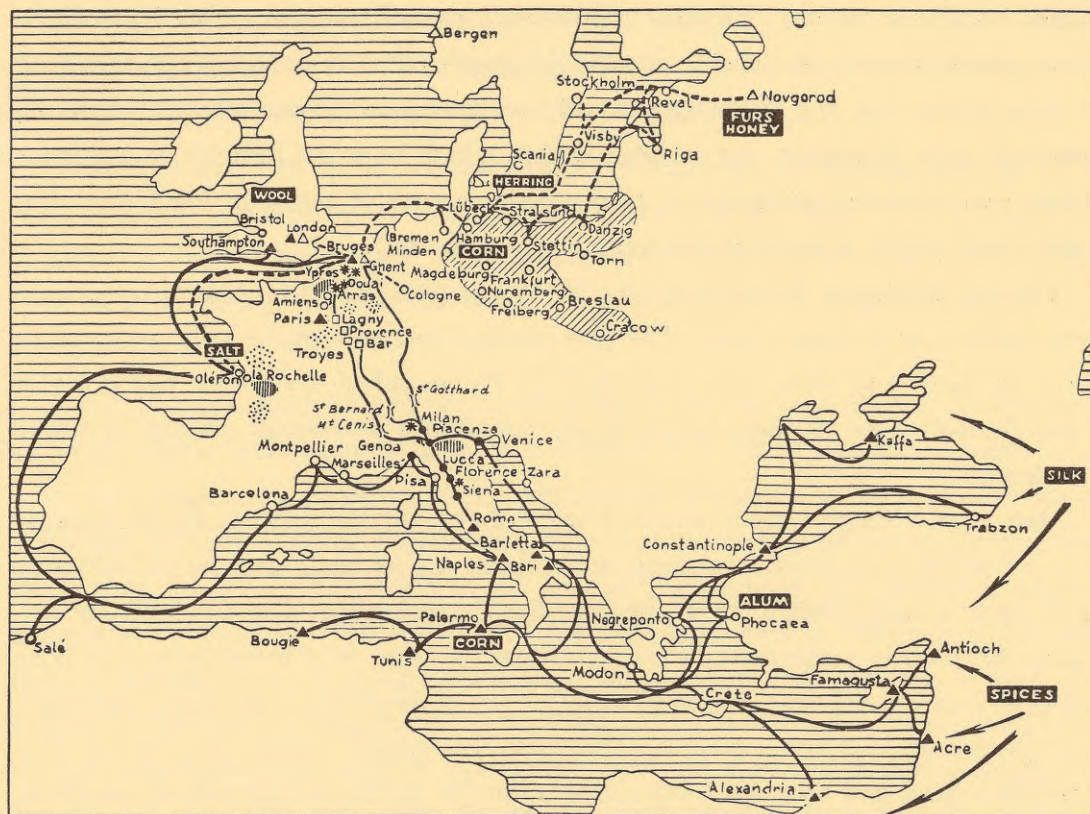 Bergen
Stockholm
Reval
Novgorod
FURS
HONEY
Visby
Riga
Scania
HERRING
WOOL
Bristol
London
Southampton
Lübeck
Stralsund
Danzig
Bremen
Hamburg
Stettin
Minden
CORN
Torn
Bruges
Ghent
Magdeburg
Ypres
Douai
Frankfurt
Arras
Cologne
Nuremberg
Breslau
Amiens
Freiberg
Paris
Lagny
Cracow
Provence
Troyes
Bar
SALT
Oléron
la Rochelle
St Gotthard
St Bernard
Mt Cenis
Milan
Piacenza
Venice
Montpellier
Genoa
Lucca
Marseilles
Florence
Zara
Pisa
Siena
Barcelona
Rome
Barletta
Naples
Bari
Kaffa
SILK
Trabzon
Constantinople
ALUM
Negreponto
Phocaea
Palermo
CORN
Salé
Bougie
Tunis
Modon
Antioch
Famagusta
Crete
SPICES
Acre
Alexandria